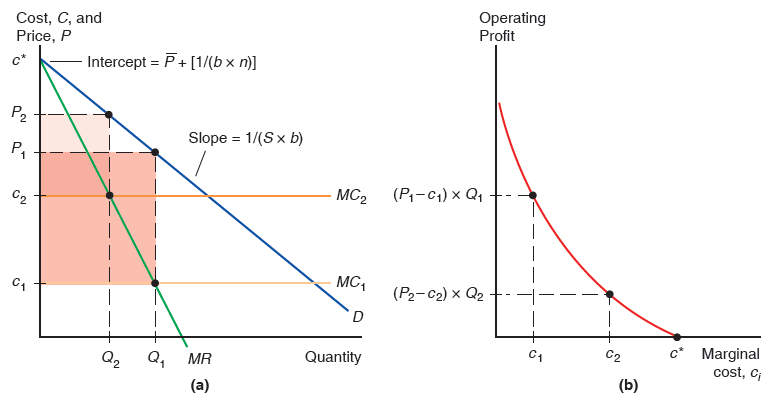 Cost, C, and
Price, P
c*
Intercept = P̅ + [1/(b × n)]
P₂
Slope = 1/(S × b)
P₁
c₂
MC₂
c₁
MC₁
D
Q₂
Q₁
MR
Quantity
(a)
Operating
Profit
(P₁–c₁) × Q₁
(P₂–c₂) × Q₂
c₁
c₂
c*
Marginal
cost, cᵢ
(b)